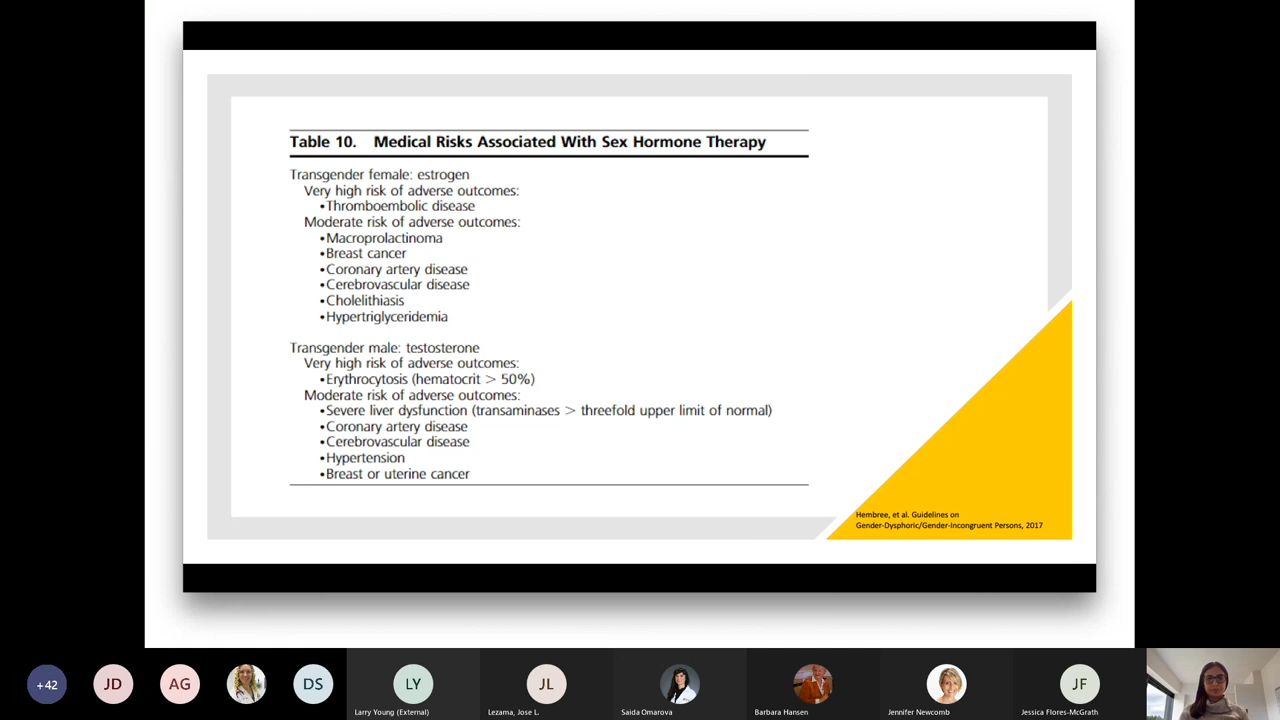 Table 10. Medical Risks Associated With Sex Hormone Therapy
Transgender female: estrogen
Very high risk of adverse outcomes:
•Thromboembolic disease
Moderate risk of adverse outcomes:
•Macroprolactinoma
•Breast cancer
•Coronary artery disease
•Cerebrovascular disease
•Cholelithiasis
•Hypertriglyceridemia
Transgender male: testosterone
Very high risk of adverse outcomes:
•Erythrocytosis (hematocrit > 50%)
Moderate risk of adverse outcomes:
•Severe liver dysfunction (transaminases > threefold upper limit of normal)
•Coronary artery disease
•Cerebrovascular disease
•Hypertension
•Breast or uterine cancer
Hembree, et al. Guidelines on
Gender-Dysphoric/Gender-Incongruent Persons, 2017
+42
JD
AG
DS
LY
JL
JF
Larry Young (External)
Lezama, Jose L.
Saida Omarova
Barbara Hansen
Jennifer Newcomb
Jessica Flores-McGrath